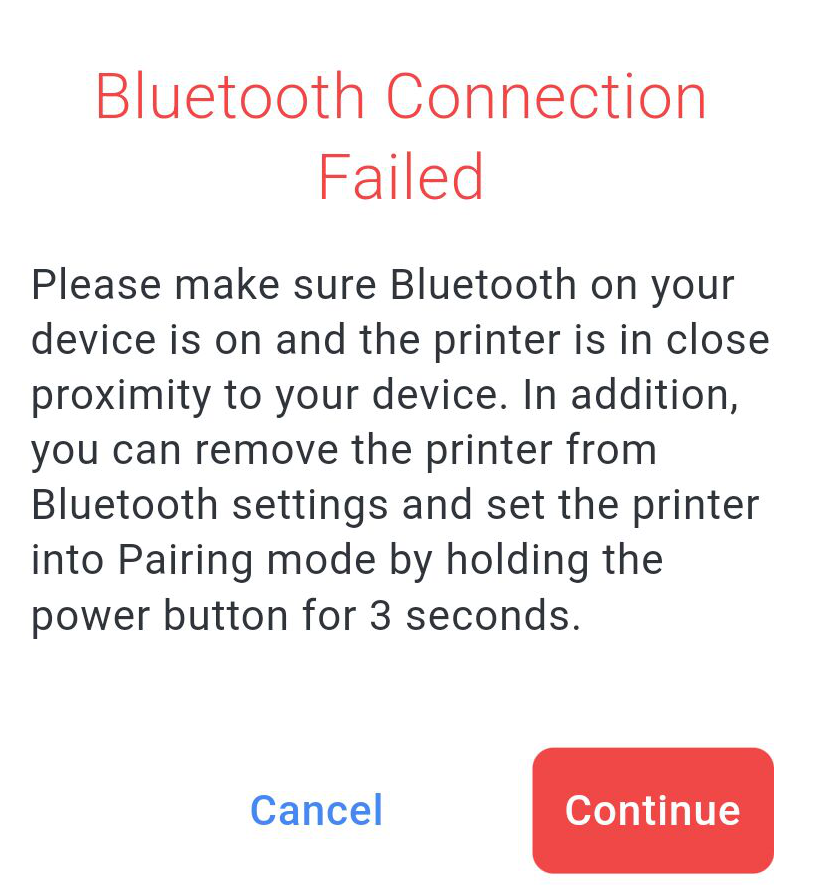 Bluetooth Connection
Failed
Please make sure Bluetooth on your
device is on and the printer is in close
proximity to your device. In addition,
you can remove the printer from
Bluetooth settings and set the printer
into Pairing mode by holding the
power button for 3 seconds.
Cancel
Continue